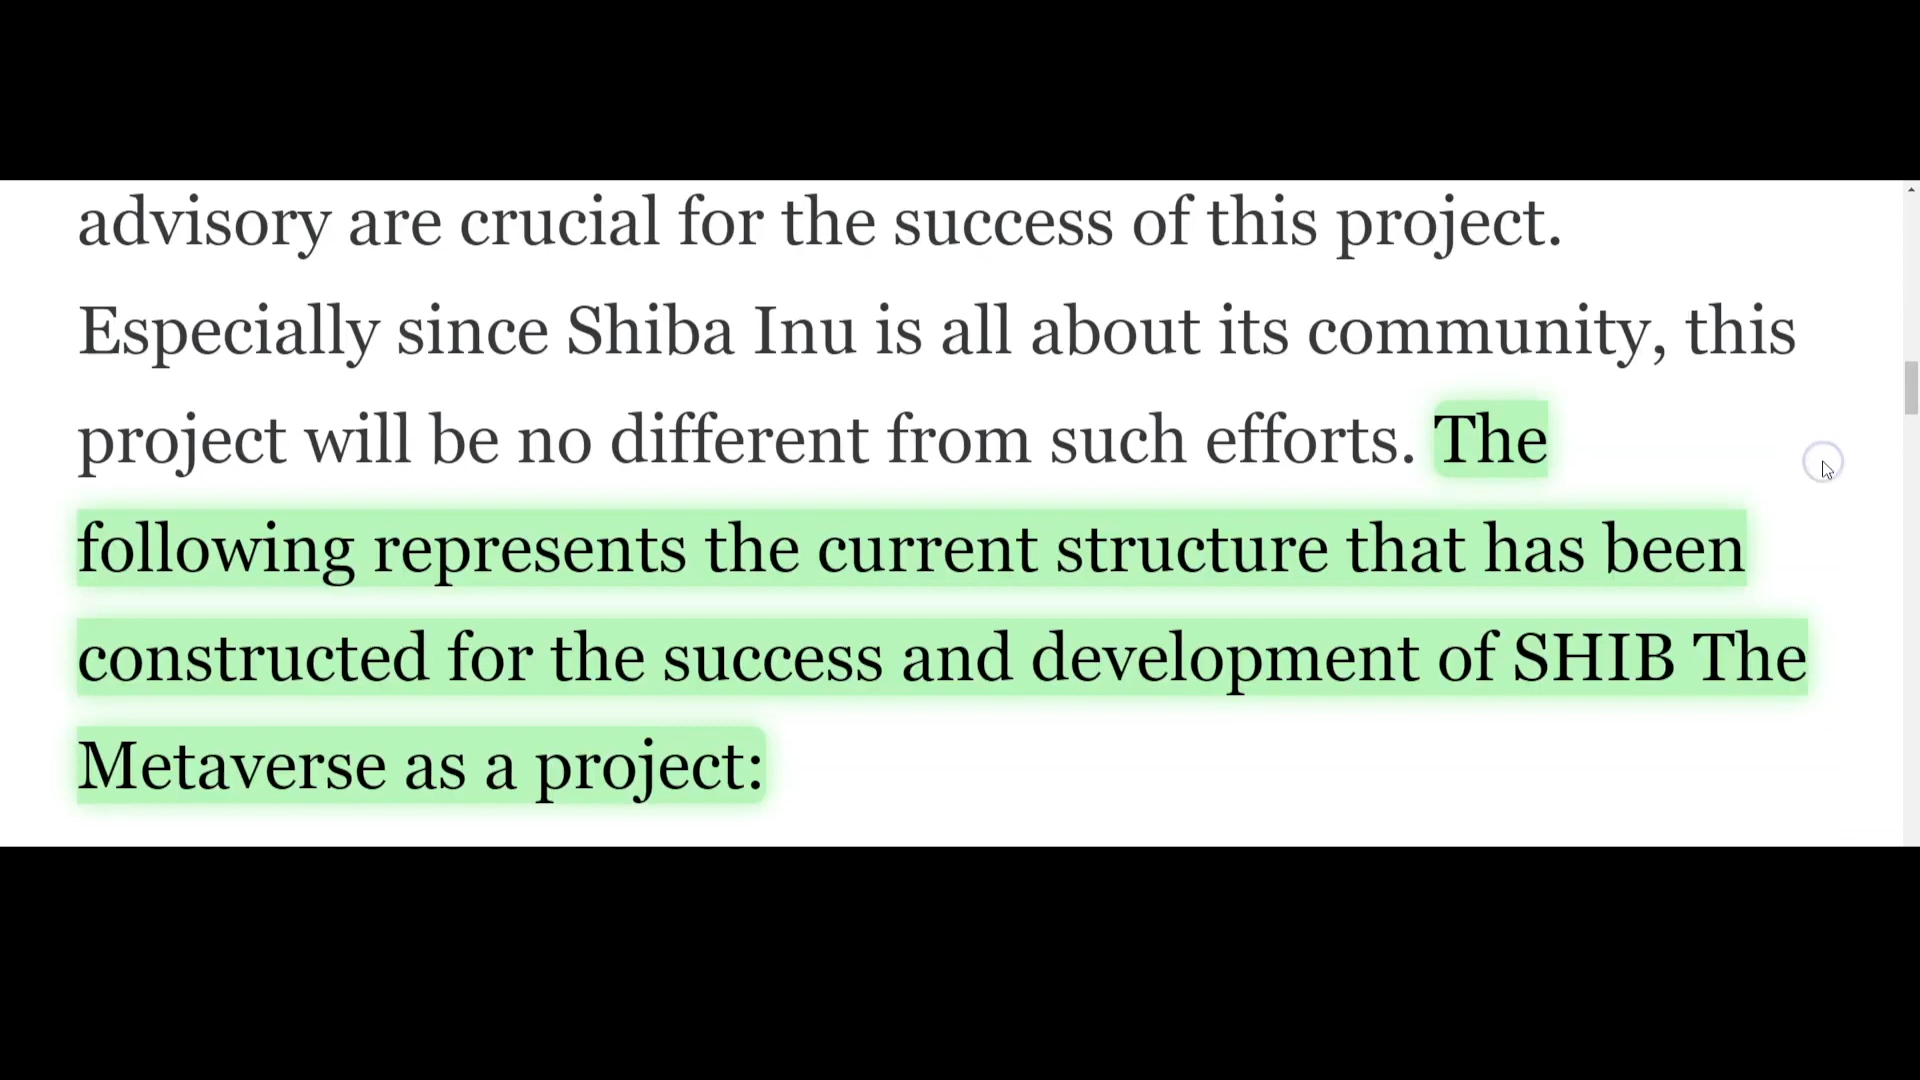 advisory are crucial for the success of this project.
Especially since Shiba Inu is all about its community, this
project will be no different from such efforts. The
following represents the current structure that has been
constructed for the success and development of SHIB The
Metaverse as a project: